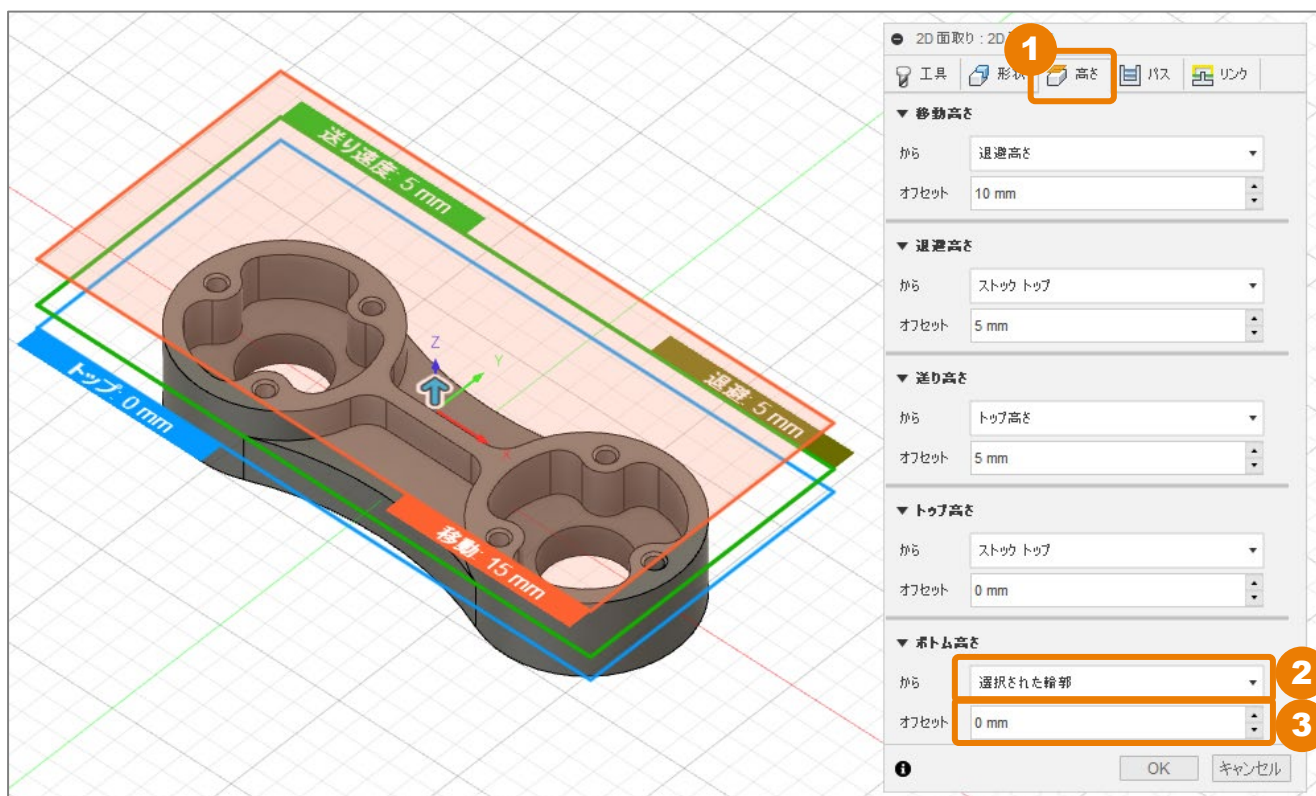 送り速度: 5 mm
退避: 5 mm
トップ: 0 mm
移動: 15 mm
Z
Y
X
2D 面取り : 2D
1
工具
形状
高さ
パス
リンク
▼ 移動高さ
から 退避高さ
オフセット 10 mm
▼ 退避高さ
から ストック トップ
オフセット 5 mm
▼ 送り高さ
から トップ高さ
オフセット 5 mm
▼ トップ高さ
から ストック トップ
オフセット 0 mm
▼ ボトム高さ
から 選択された輪郭
2
オフセット 0 mm
3
OK
キャンセル